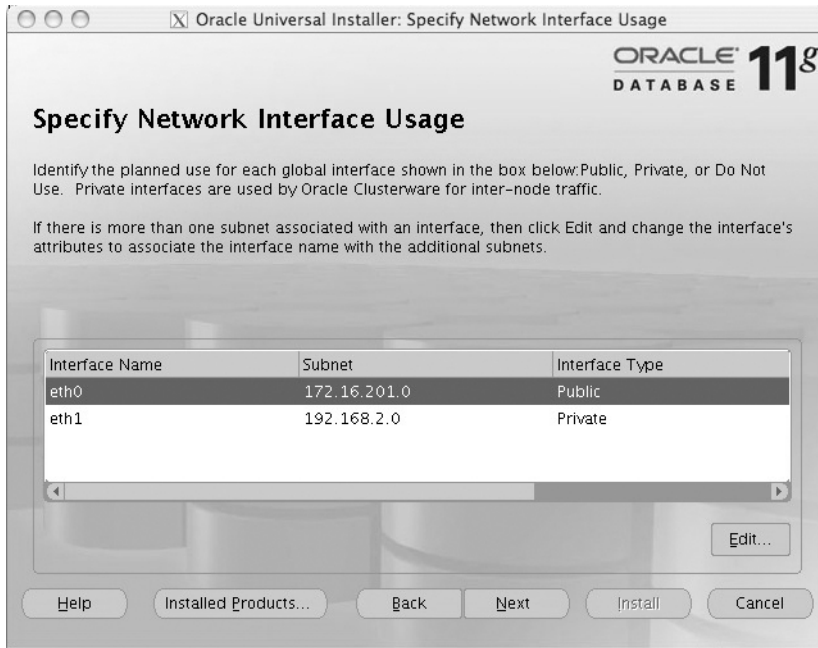 X Oracle Universal Installer: Specify Network Interface Usage
ORACLE® 11g
DATABASE
Specify Network Interface Usage
Identify the planned use for each global interface shown in the box below:Public, Private, or Do Not
Use. Private interfaces are used by Oracle Clusterware for inter-node traffic.
If there is more than one subnet associated with an interface, then click Edit and change the interface's
attributes to associate the interface name with the additional subnets.
Interface Name Subnet Interface Type
eth0 172.16.201.0 Public
eth1 192.168.2.0 Private
Edit...
Help Installed Products... Back Next Install Cancel